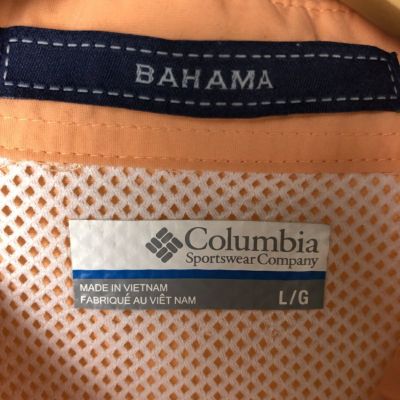 BAHAMA
Columbia
Sportswear Company
MADE IN VIETNAM
FABRIQUÉ AU VIÊT NAM
L/G